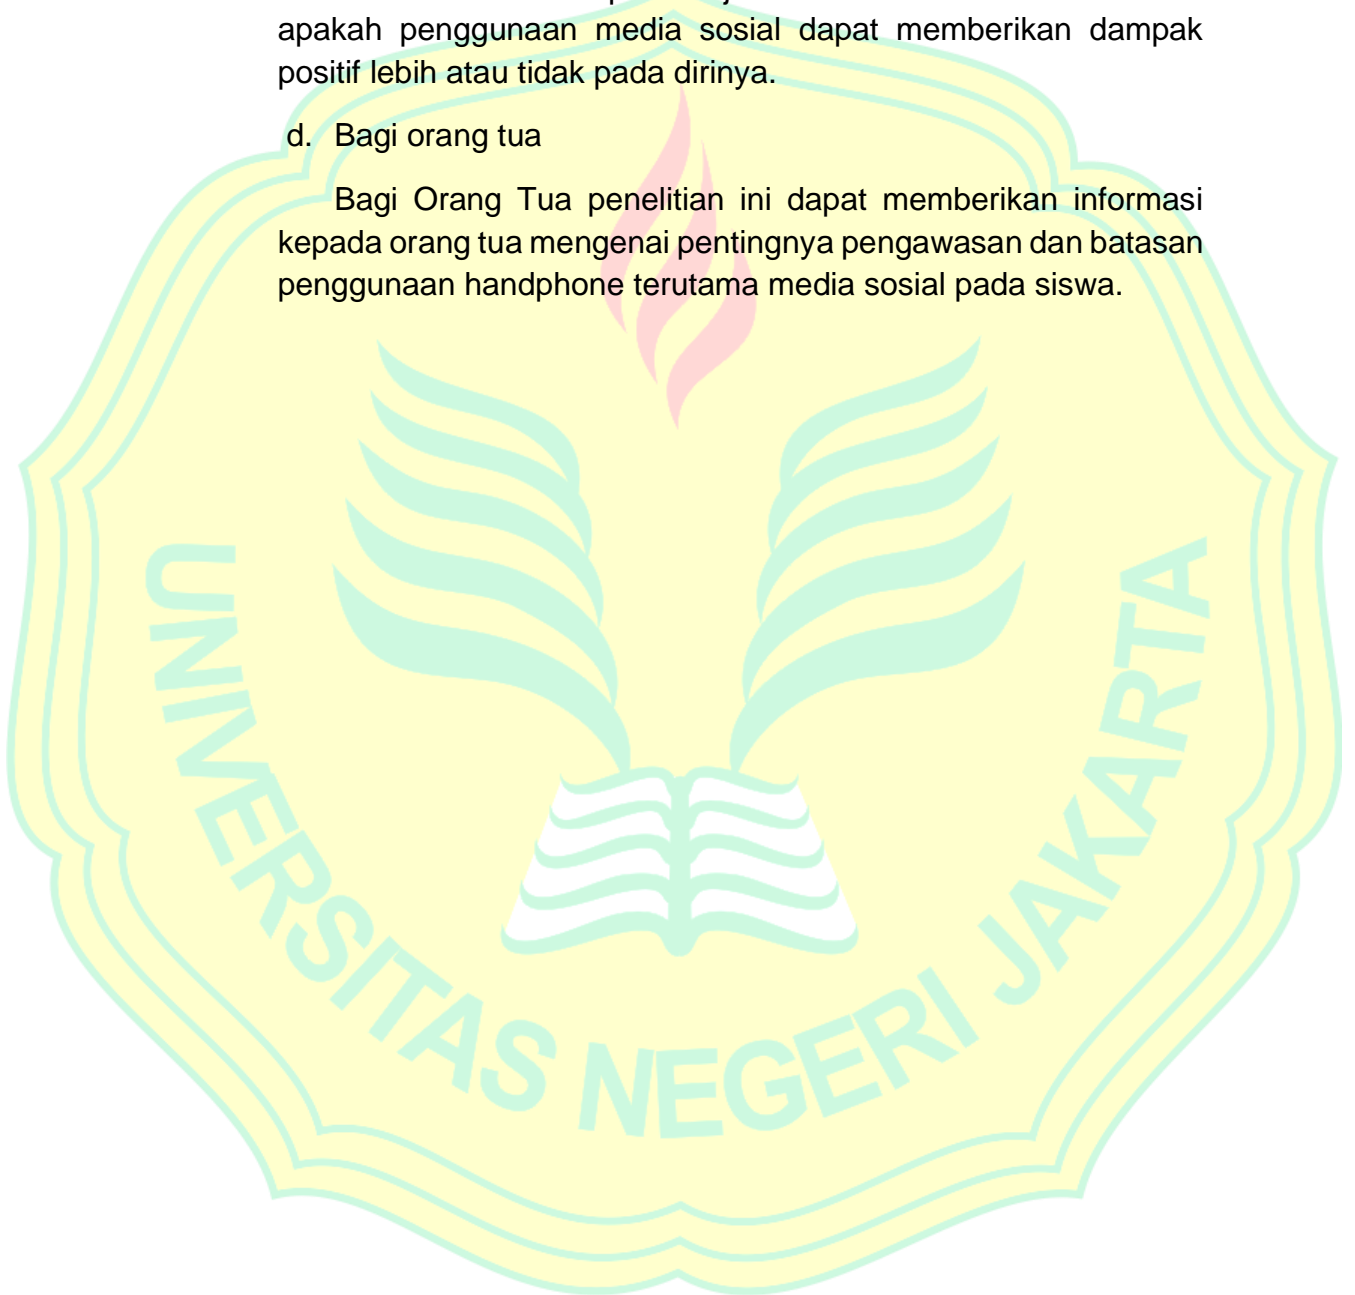 apakah penggunaan media sosial dapat memberikan dampak
positif lebih atau tidak pada dirinya.
d. Bagi orang tua
Bagi Orang Tua penelitian ini dapat memberikan informasi
kepada orang tua mengenai pentingnya pengawasan dan batasan
penggunaan handphone terutama media sosial pada siswa.
UNIVERSITAS NEGERI JAKARTA